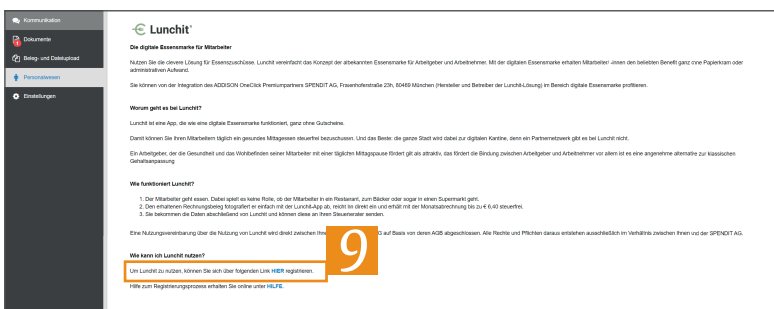 Kommunikation
Dokumente
1
Beleg- und Dateiupload
Personalwesen
Einstellungen
Lunchit°
Die digitale Essensmarke für Mitarbeiter
Nutzen Sie die clevere Lösung für Essenszuschüsse. Lunchit vereinfacht das Konzept der altbekannten Essensmarke für Arbeitgeber und Arbeitnehmer. Mit der digitalen Essensmarke erhalten Mitarbeiter/ -innen den beliebten Benefit ganz ohne Papierkram oder
administrativen Aufwand.
Sie können von der Integration des ADDISON OneClick Premiumpartners SPENDIT AG, Fraunhoferstraße 23h, 80469 München (Hersteller und Betreiber der Lunchit-Lösung) im Bereich digitale Essensmarke profitieren.
Worum geht es bei Lunchit?
Lunchit ist eine App, die wie eine digitale Essensmarke funktioniert, ganz ohne Gutscheine.
Damit können Sie Ihren Mitarbeitern täglich ein gesundes Mittagessen steuerfrei bezuschussen. Und das Beste: die ganze Stadt wird dabei zur digitalen Kantine, denn ein Partnernetzwerk gibt es bei Lunchit nicht.
Ein Arbeitgeber, der die Gesundheit und das Wohlbefinden seiner Mitarbeiter mit einer täglichen Mittagspause fördert gilt als attraktiv, das fördert die Bindung zwischen Arbeitgeber und Arbeitnehmer vor allem ist es eine angenehme alternative zur klassischen
Gehaltsanpassung
Wie funktioniert Lunchit?
1. Der Mitarbeiter geht essen. Dabei spielt es keine Rolle, ob der Mitarbeiter in ein Restaurant, zum Bäcker oder sogar in einen Supermarkt geht.
2. Den erhaltenen Rechnungsbeleg fotografiert er einfach mit der Lunchit-App ab, reicht ihn direkt ein und erhält mit der Monatsabrechnung bis zu € 6,40 steuerfrei.
3. Sie bekommen die Daten abschließend von Lunchit und können diese an Ihren Steuerberater senden.
Eine Nutzungsvereinbarung über die Nutzung von Lunchit wird direkt zwischen Ihne G auf Basis von deren AGB abgeschlossen. Alle Rechte und Pflichten daraus entstehen ausschließlich im Verhältnis zwischen Ihnen und der SPENDIT AG.
9
Wie kann ich Lunchit nutzen?
Um Lunchit zu nutzen, können Sie sich über folgenden Link HIER registrieren.
Hilfe zum Registrierungsprozess erhalten Sie online unter HILFE.